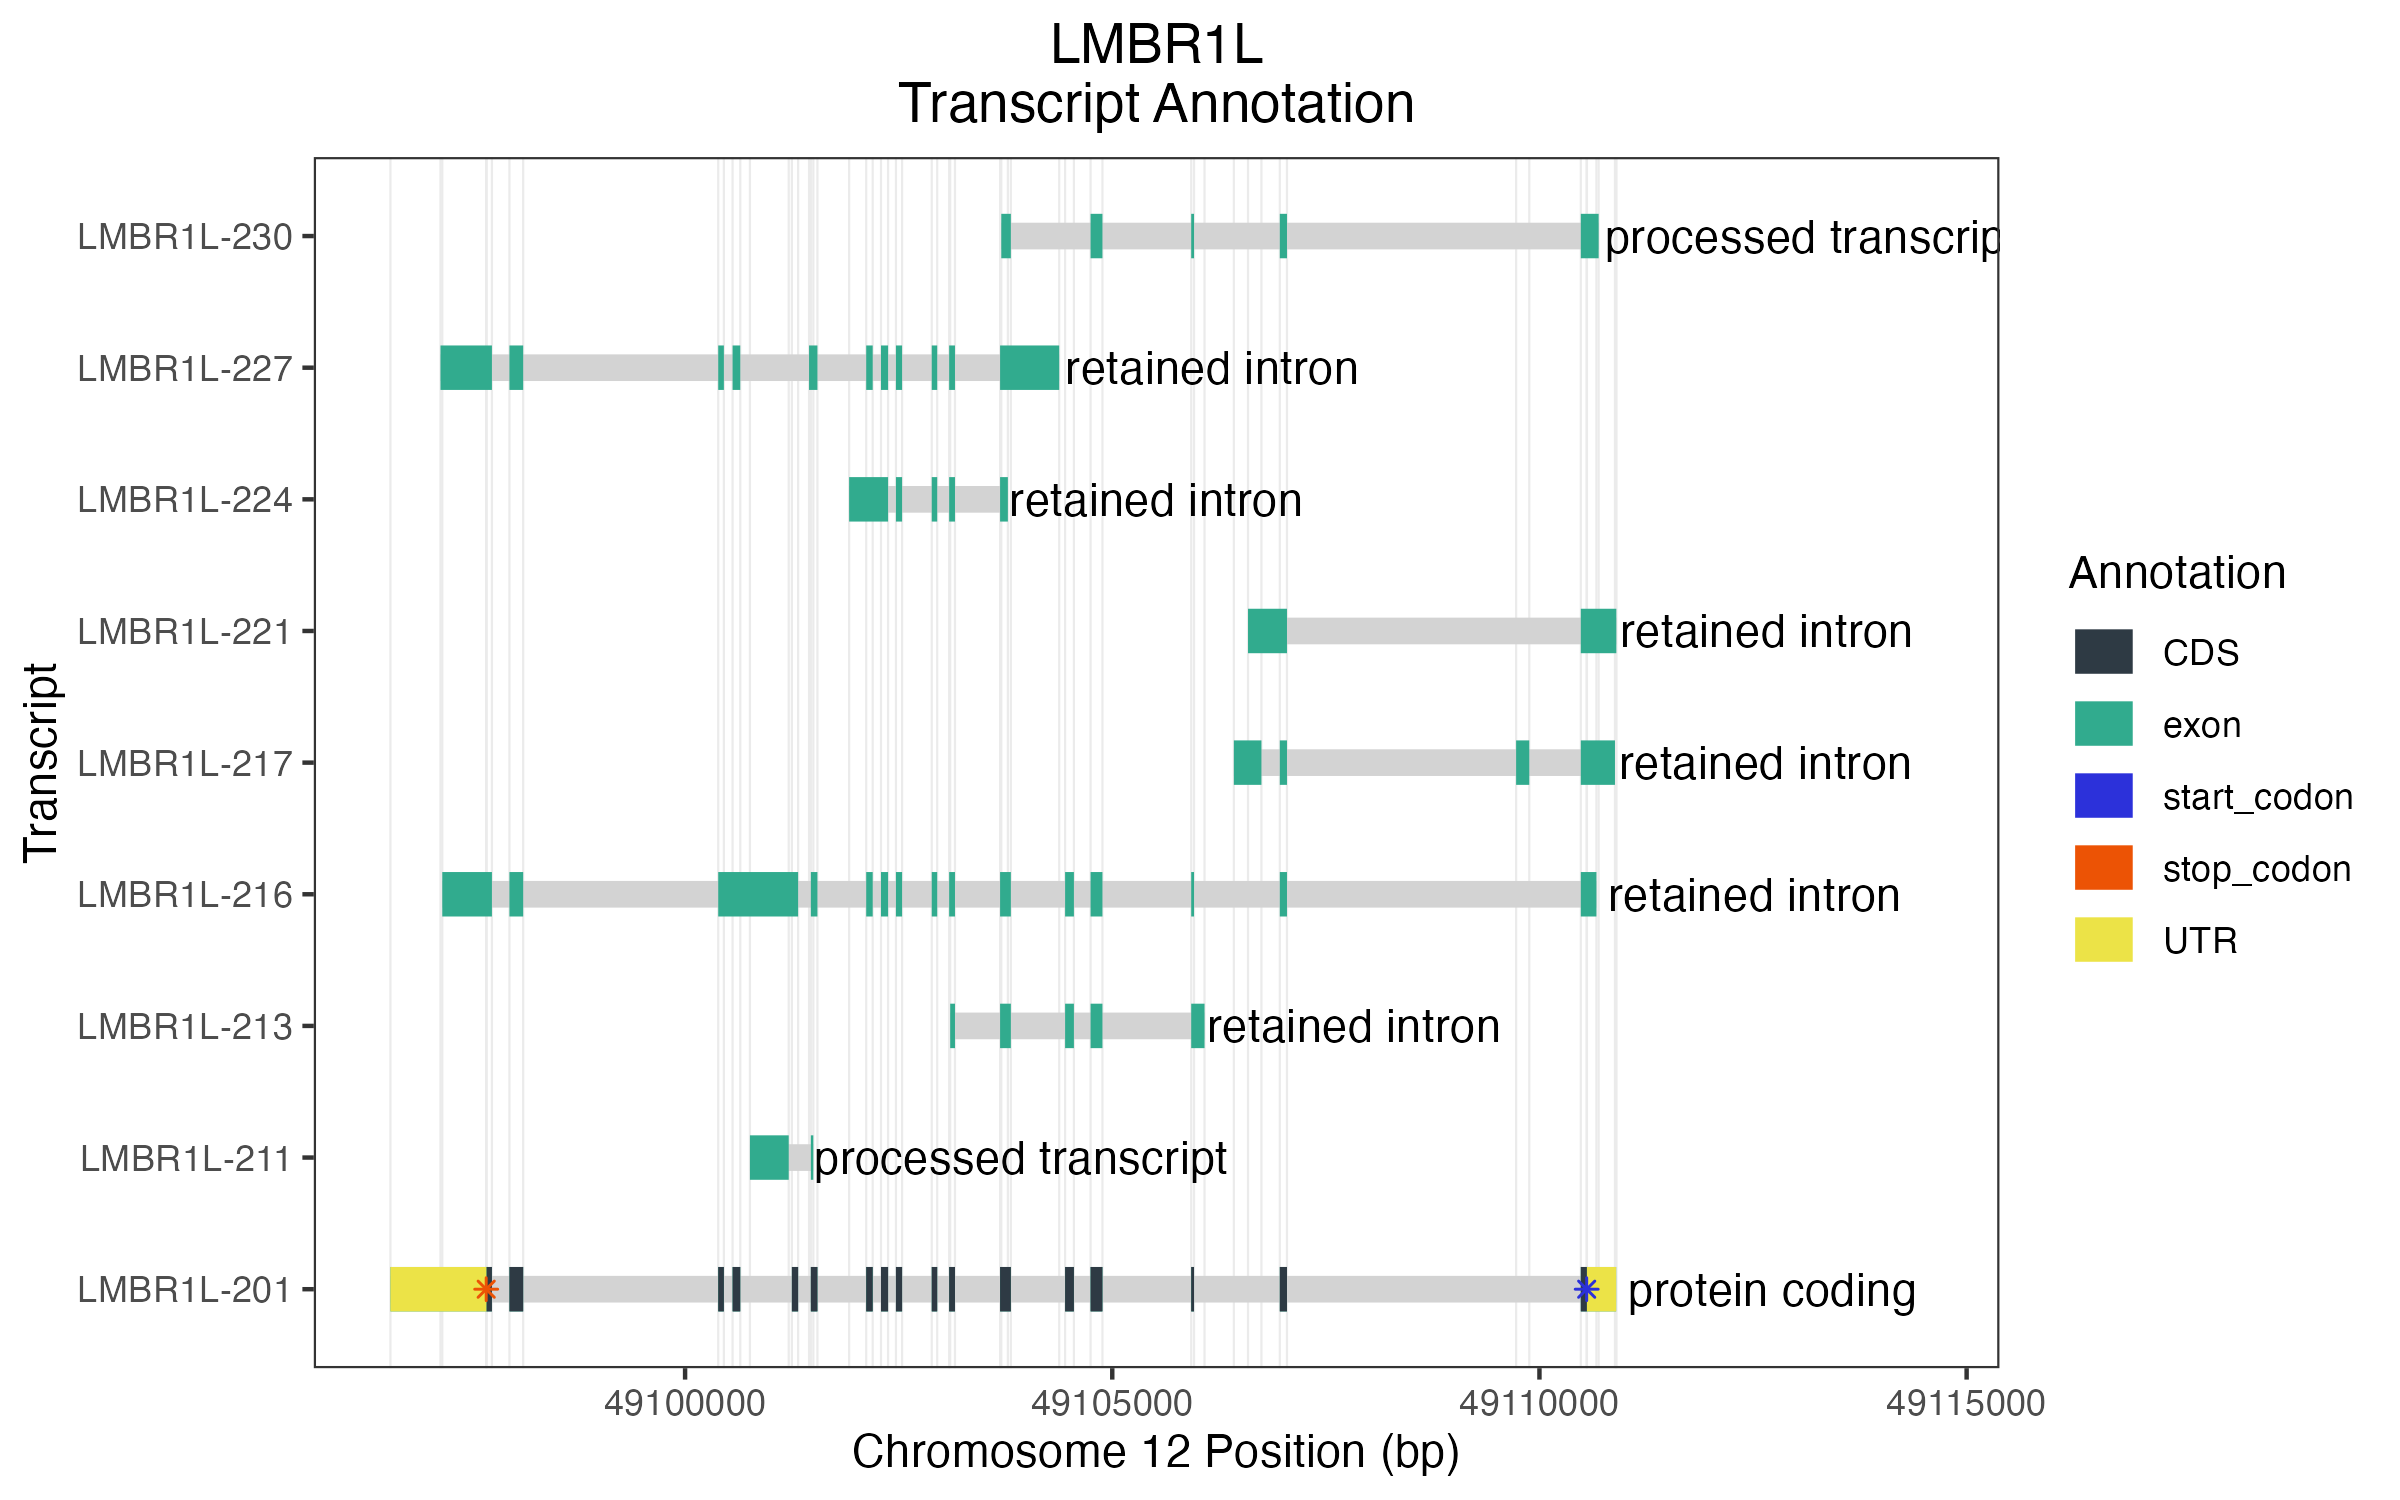 LMBR1L
Transcript Annotation
LMBR1L-230
processed transcrip
LMBR1L-227
retained intron
LMBR1L-224
retained intron
LMBR1L-221
retained intron
LMBR1L-217
retained intron
LMBR1L-216
retained intron
LMBR1L-213
retained intron
LMBR1L-211
processed transcript
LMBR1L-201
protein coding
Transcript
49100000
49105000
49110000
49115000
Chromosome 12 Position (bp)
Annotation
CDS
exon
start_codon
stop_codon
UTR